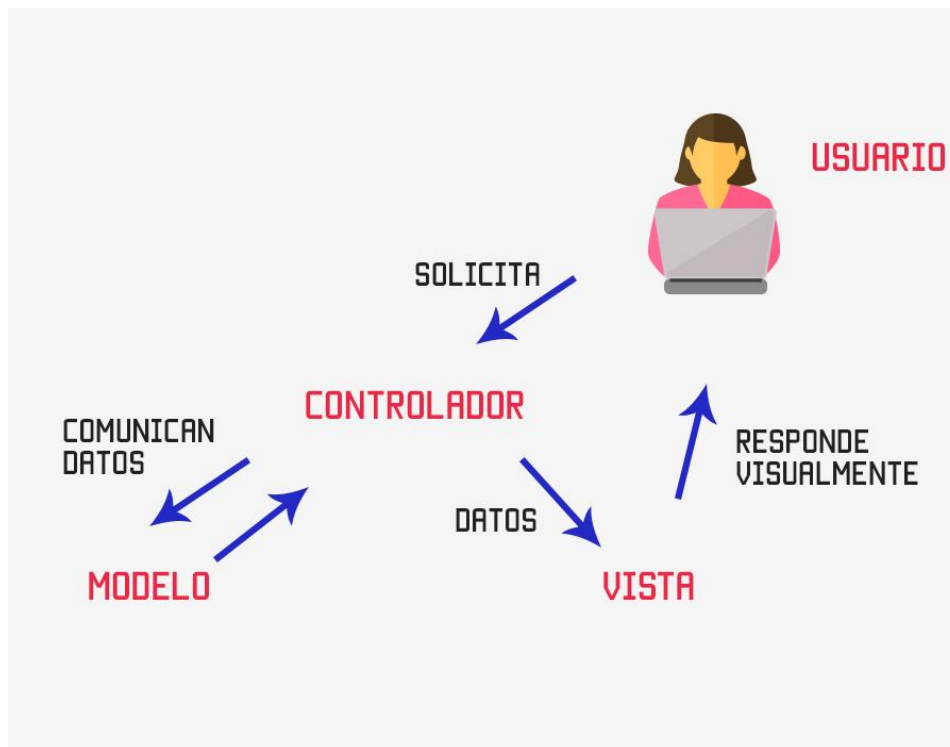 USUARIO
SOLICITA
CONTROLADOR
COMUNICAN
DATOS
RESPONDE
VISUALMENTE
DATOS
MODELO
VISTA